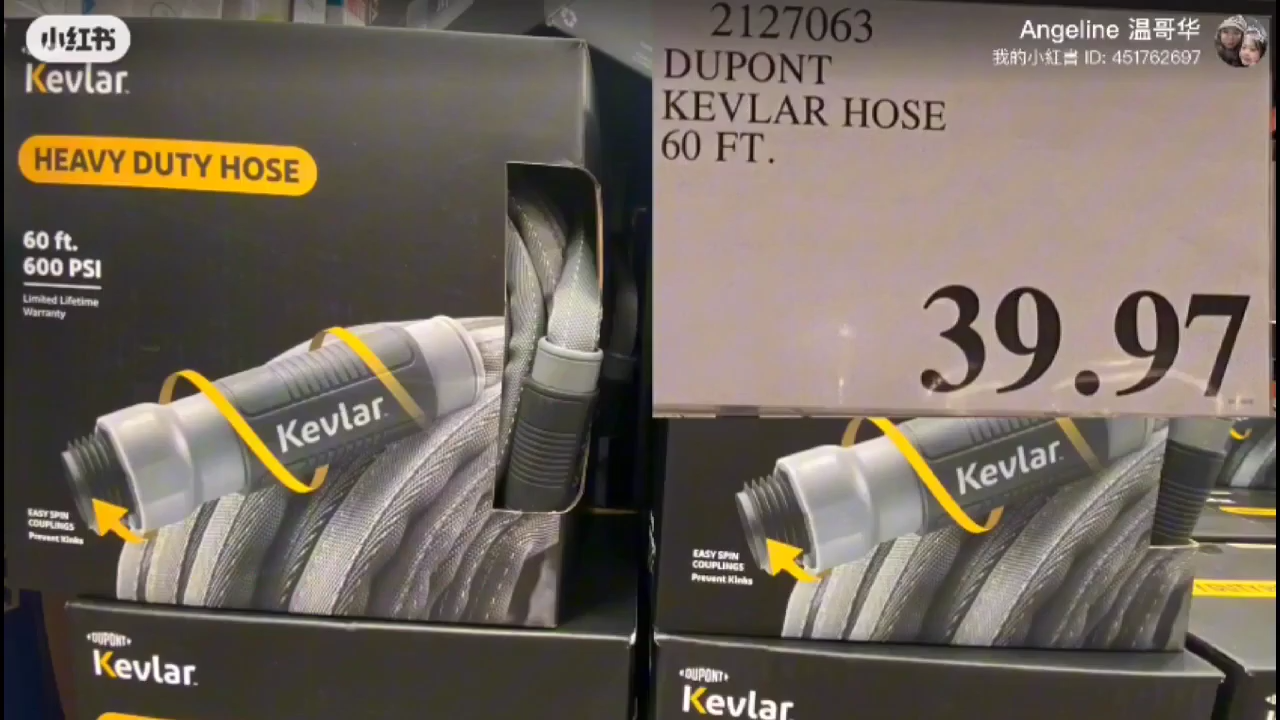 小红书
Kevlar
HEAVY DUTY HOSE
60 ft.
600 PSI
Limited Lifetime
Warranty
Kevlar
EASY SPIN
COUPLINGS
Prevent Kinks
•DUPONT•
Kevlar
2127063
DUPONT
KEVLAR HOSE
60 FT.
39.97
Angeline 温哥华
我的小紅書 ID: 451762697
Kevlar
EASY SPIN
COUPLINGS
Prevent Kinks
•DUPONT•
Kevlar